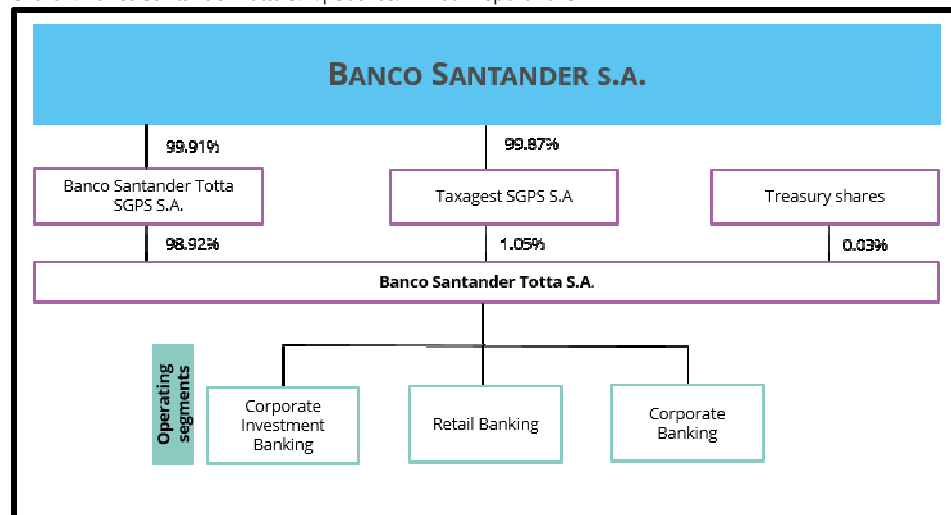 BANCO SANTANDER S.A.
99.91%
99.87%
Banco Santander Totta
SGPS S.A.
Taxagest SGPS S.A
Treasury shares
98.92%
1.05%
0.03%
Banco Santander Totta S.A.
Operating
segments
Corporate
Investment
Banking
Retail Banking
Corporate
Banking